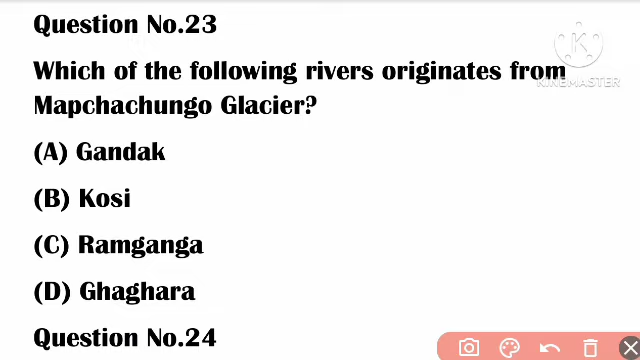 Question No.23
Which of the following rivers originates from
Mapchachungo Glacier?
(A) Gandak
(B) Kosi
(C) Ramganga
(D) Ghaghara
Question No.24
K
KINEMASTER